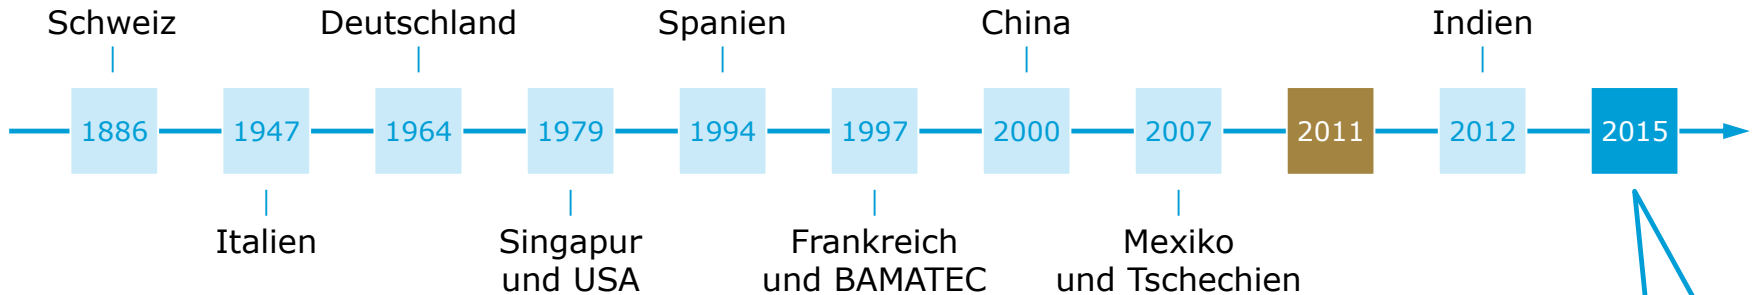 Schweiz
Deutschland
Spanien
China
Indien
1886
1947
1964
1979
1994
1997
2000
2007
2011
2012
2015
Italien
Singapur
und USA
Frankreich
und BAMATEC
Mexiko
und Tschechien